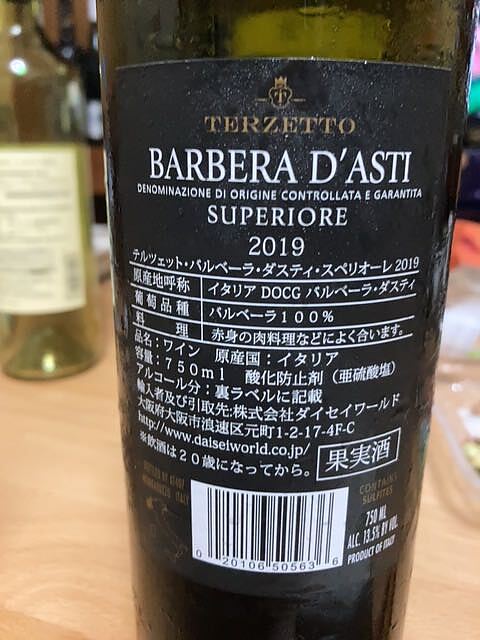 TERZETTO
BARBERA D'ASTI
DENOMINAZIONE DI ORIGINE CONTROLLATA E GARANTITA
SUPERIORE
2019
テルツェット・バルベーラ・ダスティ・スペリオーレ 2019
原産地呼称 イタリア DOCG バルベーラ・ダスティ
葡萄品種 バルベーラ100%
料理 赤身の肉料理などによく合います。
品名:ワイン 原産国:イタリア
容量:750ml 酸化防止剤(亜硫酸塩)
アルコール分:裏ラベルに記載
輸入者及び引取先:株式会社ダイセイワールド
大阪府大阪市浪速区元町1-2-17-4F-C
http://www.daiseiworld.co.jp/
※飲酒は20歳になってから。 果実酒
BOTTLED BY
ITALY
CONTAINS
SULFITES
750 ML
ALC. 13.5% BY VOL.
PRODUCT OF ITALY
0 20106 50563 6